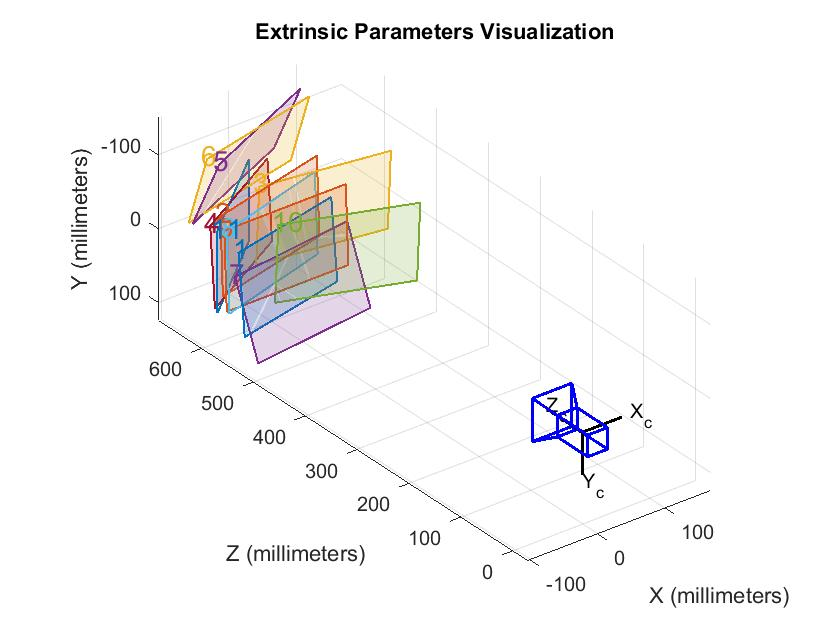 Extrinsic Parameters Visualization
-100
0
100
Y (millimeters)
6
5
10
7
600
500
400
300
200
100
0
Z (millimeters)
-100
0
100
X (millimeters)
Z
X
c
Y
c